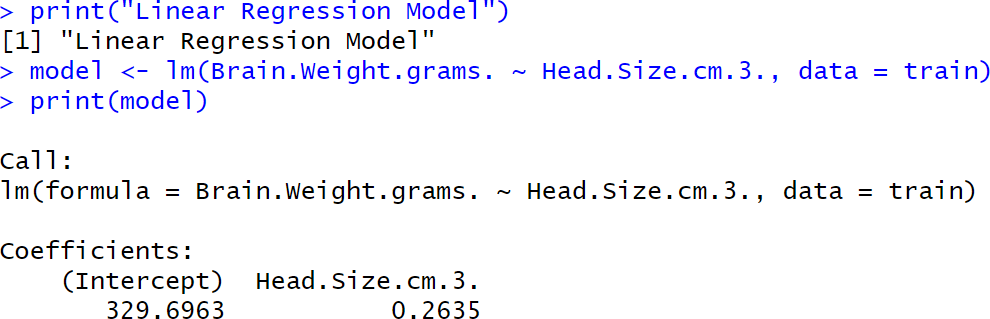 > print("Linear Regression Model")
[1] "Linear Regression Model"
> model <- lm(Brain.Weight.grams. ~ Head.Size.cm.3., data = train)
> print(model)
Call:
lm(formula = Brain.Weight.grams. ~ Head.Size.cm.3., data = train)
Coefficients:
(Intercept) Head.Size.cm.3.
329.6963 0.2635